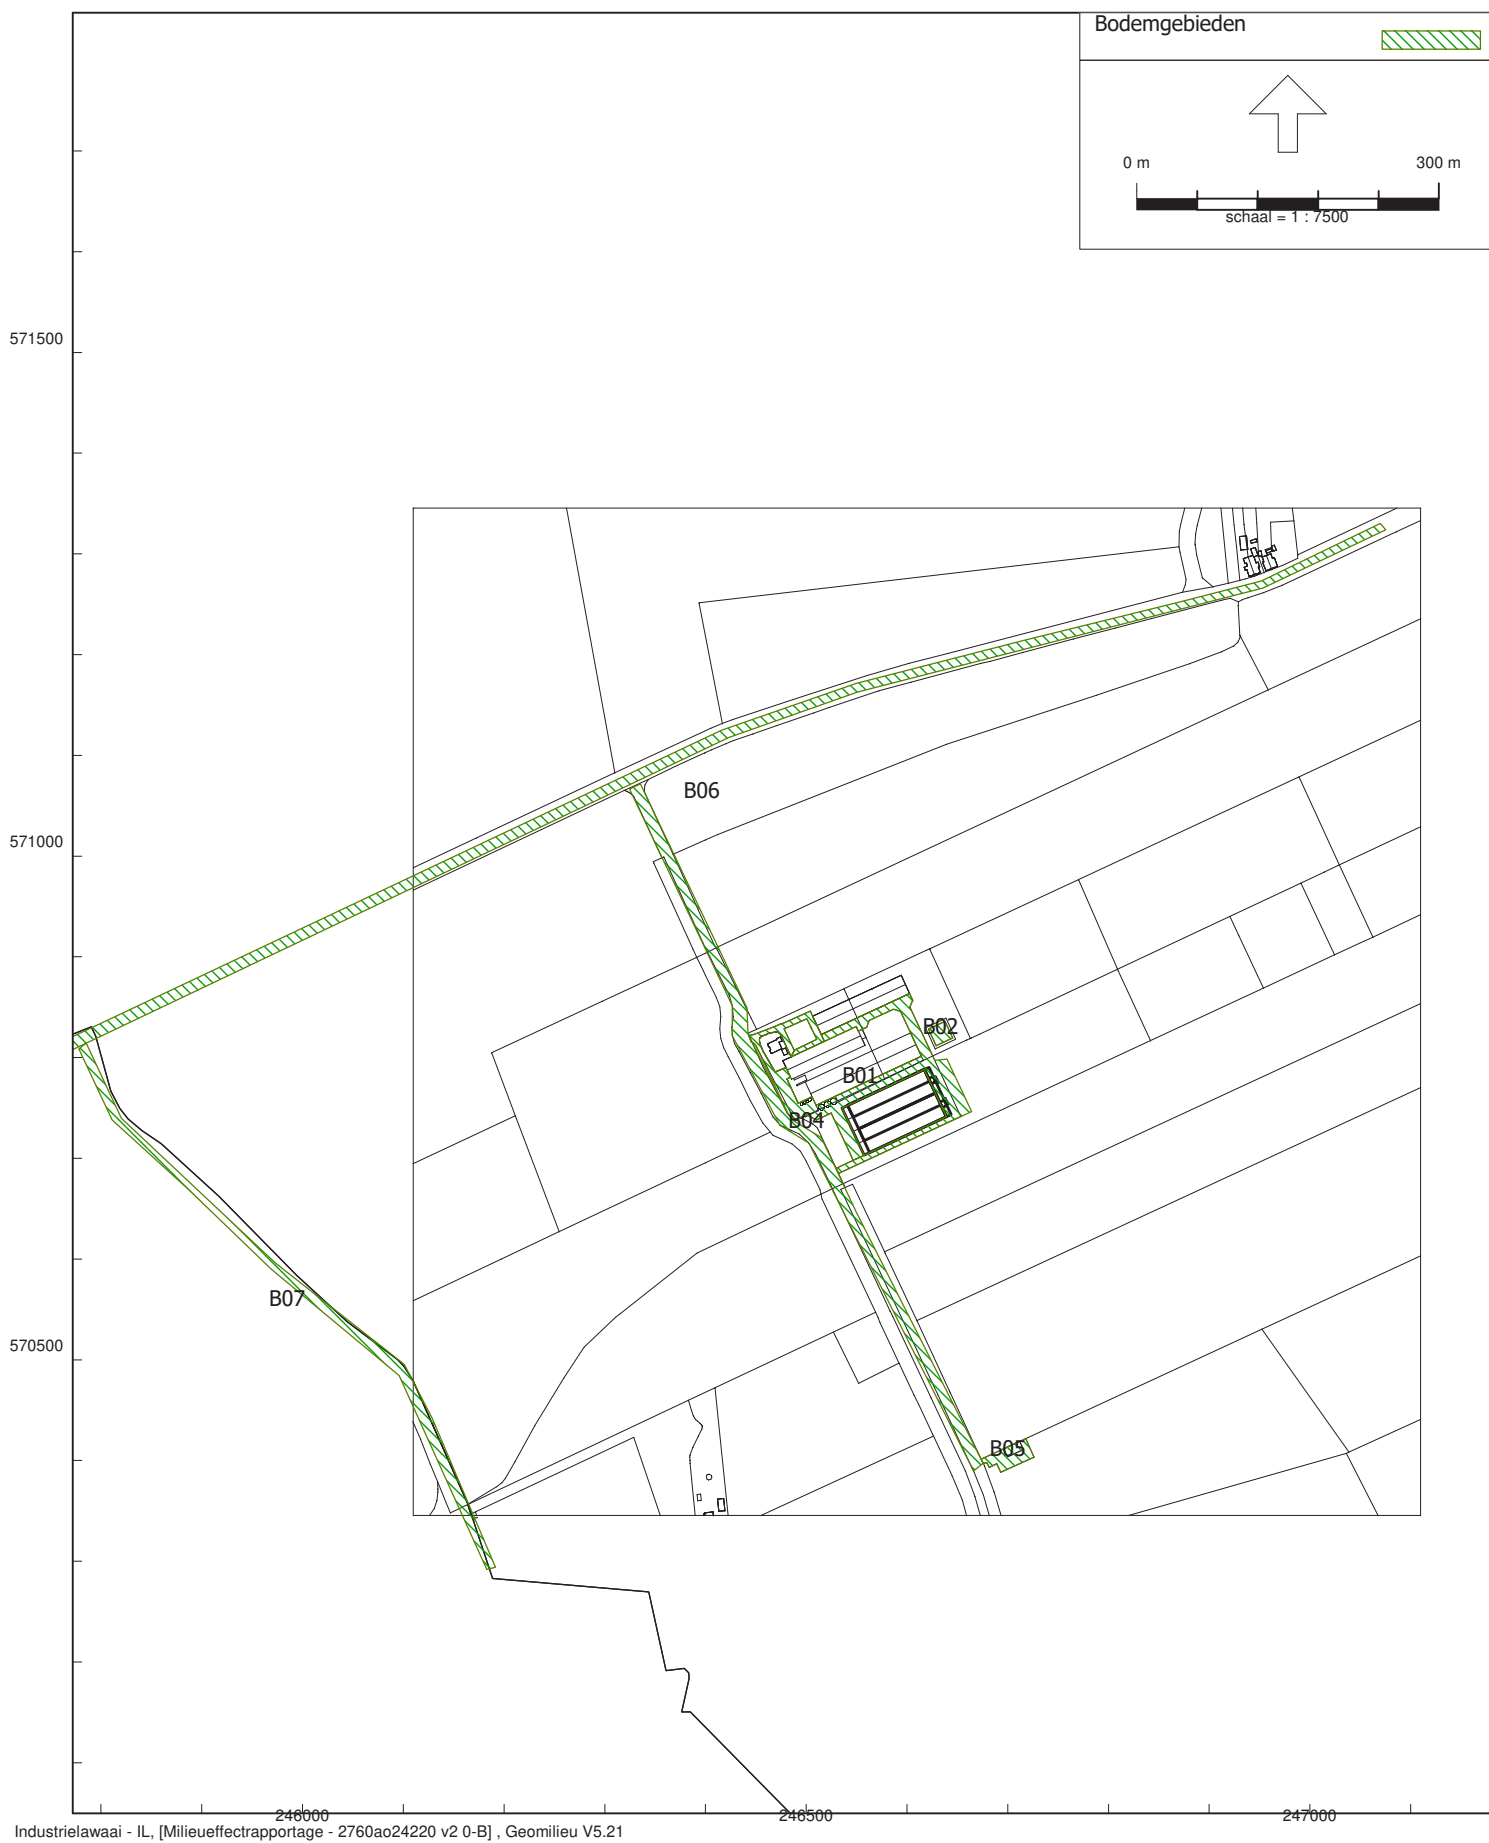 Bodemgebieden
0 m 300 m
schaal = 1 : 7500
571500
B06
571000
B02
B01
B04
B07
570500
B05
246000 246500 247000
Industrielawaai - IL, [Milieueffectrapportage - 2760ao24220 v2 0-B] , Geomilieu V5.21